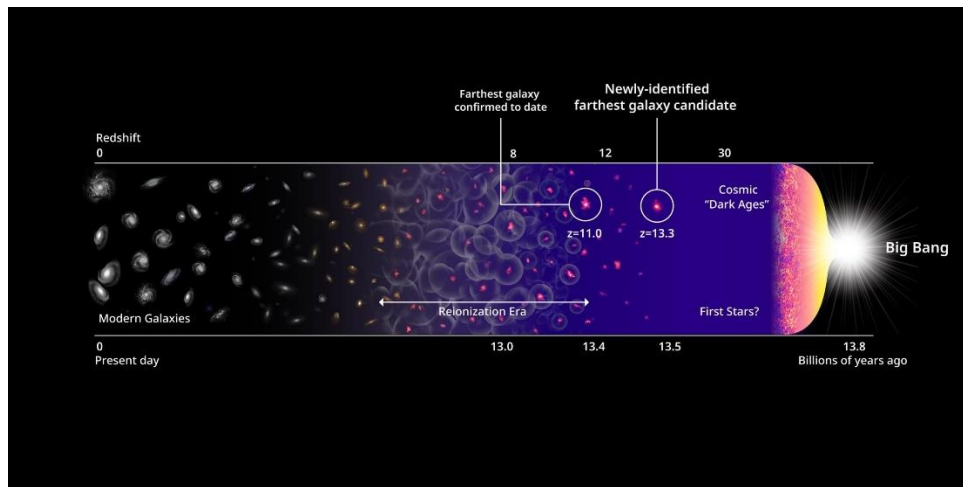 Farthest galaxy
confirmed to date
Newly-identified
farthest galaxy candidate
Redshift
0
8
12
30
Cosmic
"Dark Ages"
z=11.0
z=13.3
Big Bang
Reionization Era
Modern Galaxies
First Stars?
0
13.0
13.4
13.5
13.8
Present day
Billions of years ago